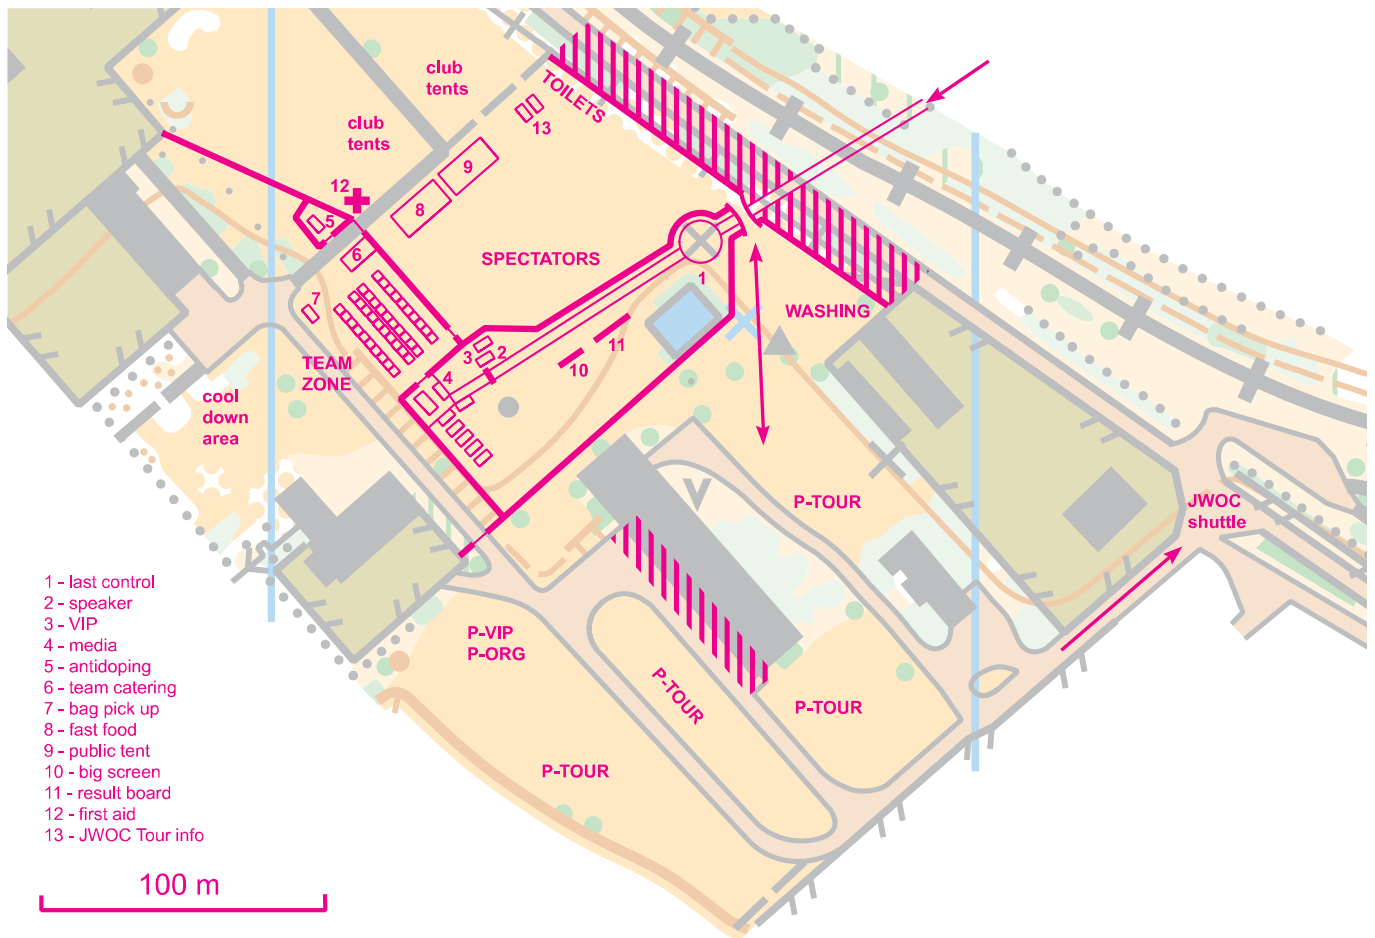 club
tents
TOILETS
13
club
tents
9
12
8
5
6
SPECTATORS
1
7
WASHING
2
3
11
10
TEAM
ZONE
4
cool
down
area
P-TOUR
JWOC
shuttle
P-VIP
P-ORG
P-TOUR
P-TOUR
P-TOUR
1 - last control
2 - speaker
3 - VIP
4 - media
5 - antidoping
6 - team catering
7 - bag pick up
8 - fast food
9 - public tent
10 - big screen
11 - result board
12 - first aid
13 - JWOC Tour info
100 m